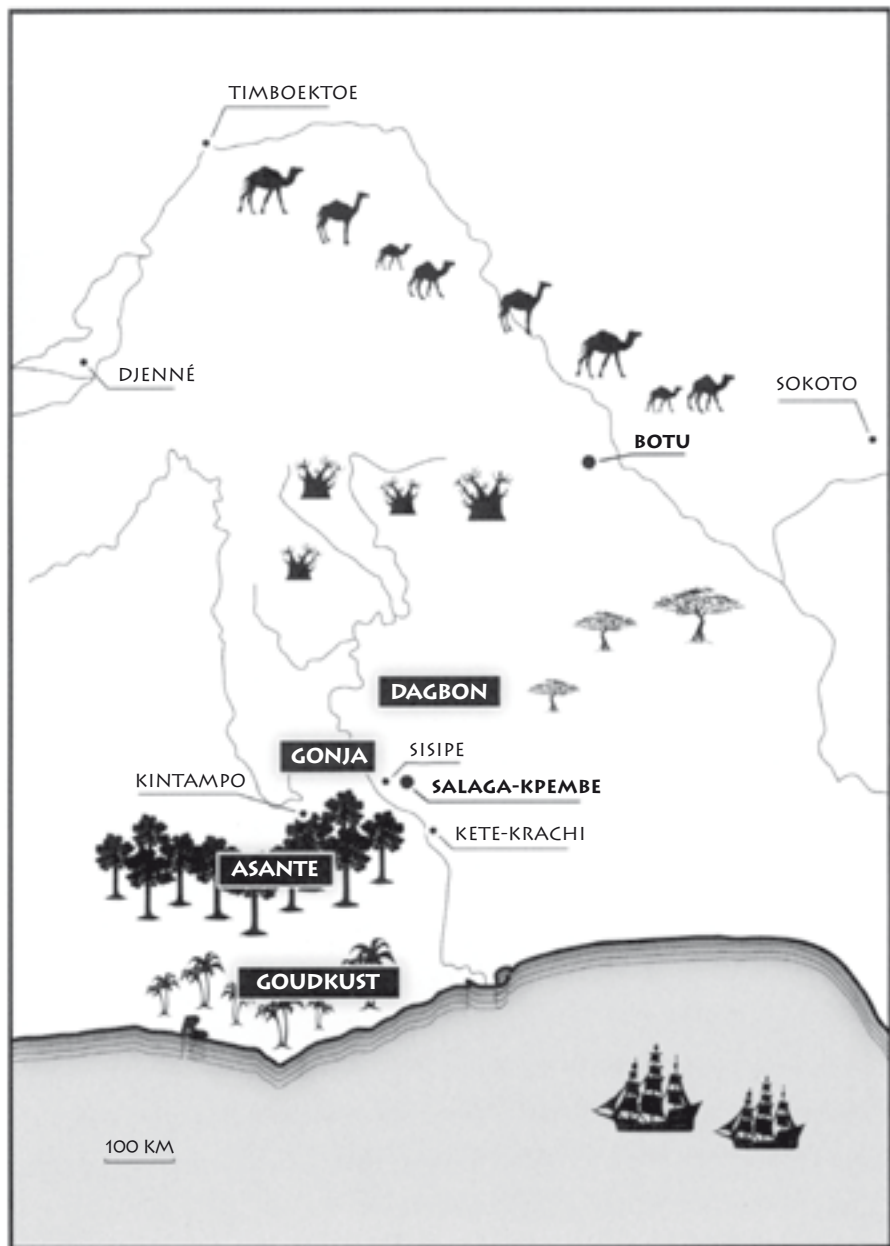 TIMBOEKTOE
DJENNÉ
SOKOTO
BOTU
DAGBON
GONJA
SISIPE
KINTAMPO
SALAGA-KPEMBE
KETE-KRACHI
ASANTE
GOUDKUST
100 KM